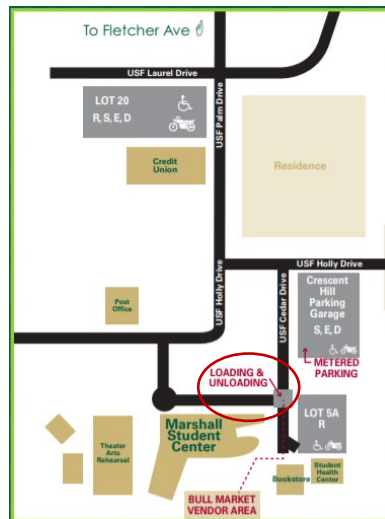 To Fletcher Ave
USF Laurel Drive
LOT 20
R, S, E, D
USF Palm Drive
Credit
Union
Residence
USF Holly Drive
USF Holly Drive
USF Cedar Drive
Crescent
Hill
Parking
Garage
S, E, D
Post
Office
METERED
PARKING
LOADING &
UNLOADING
LOT 5A
R
Marshall
Student
Center
Theater
Arts
Rehearsal
Bookstore
Student
Health
Center
BULL MARKET
VENDOR AREA